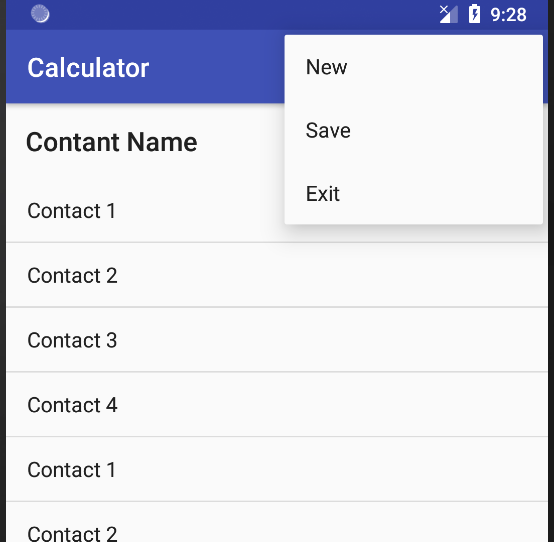 9:28
Calculator
New
Save
Exit
Contant Name
Contact 1
Contact 2
Contact 3
Contact 4
Contact 1
Contact 2